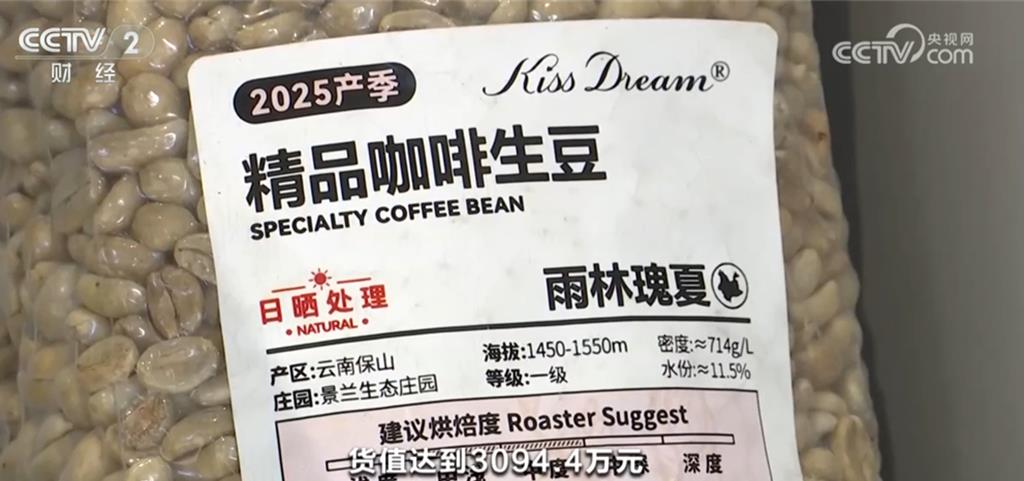 CCTV 2
财经
CCTV 央视网
com
2025产季
Kiss Dream®
精品咖啡生豆
SPECIALTY COFFEE BEAN
日晒处理
• NATURAL •
雨林瑰夏
产区:云南保山
海拔:1450-1550m
密度:≈714g/L
庄园:景兰生态庄园
等级:一级
水份:≈11.5%
建议烘焙度 Roaster Suggest
深度
货值达到3094.4万元